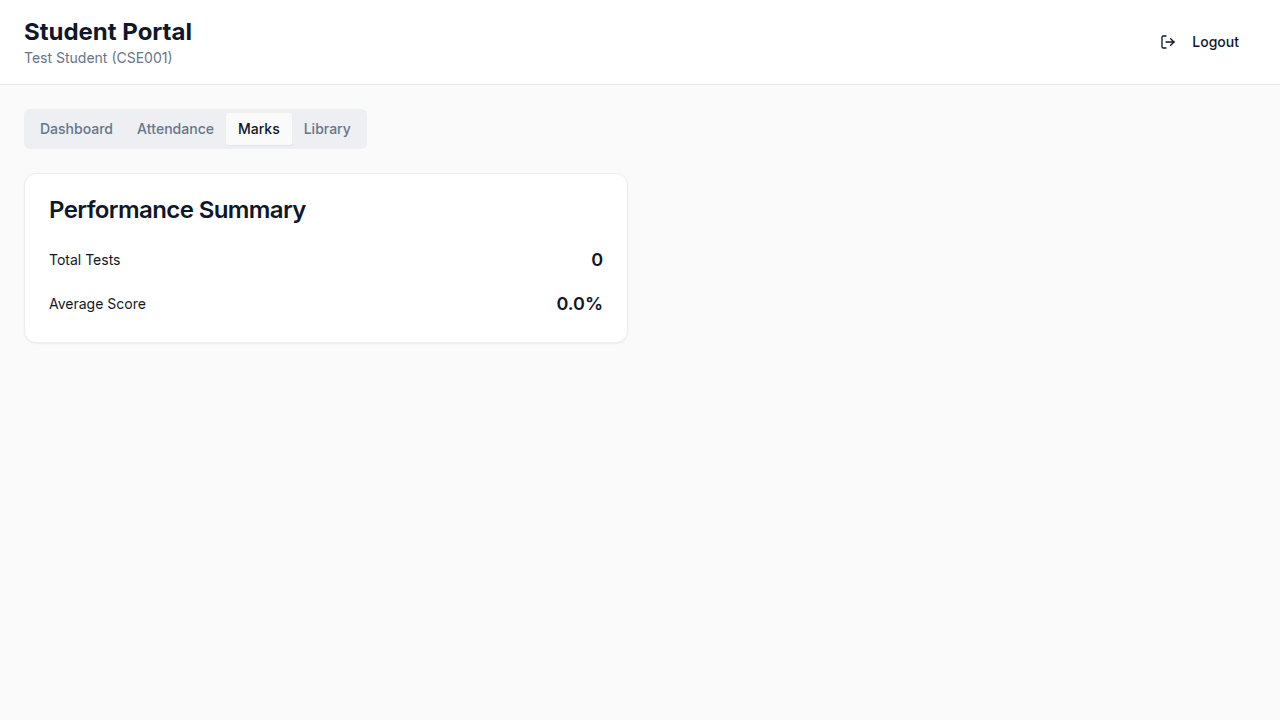 Student Portal
Test Student (CSE001)
Logout
Dashboard Attendance Marks Library
Performance Summary
Total Tests 0
Average Score 0.0%